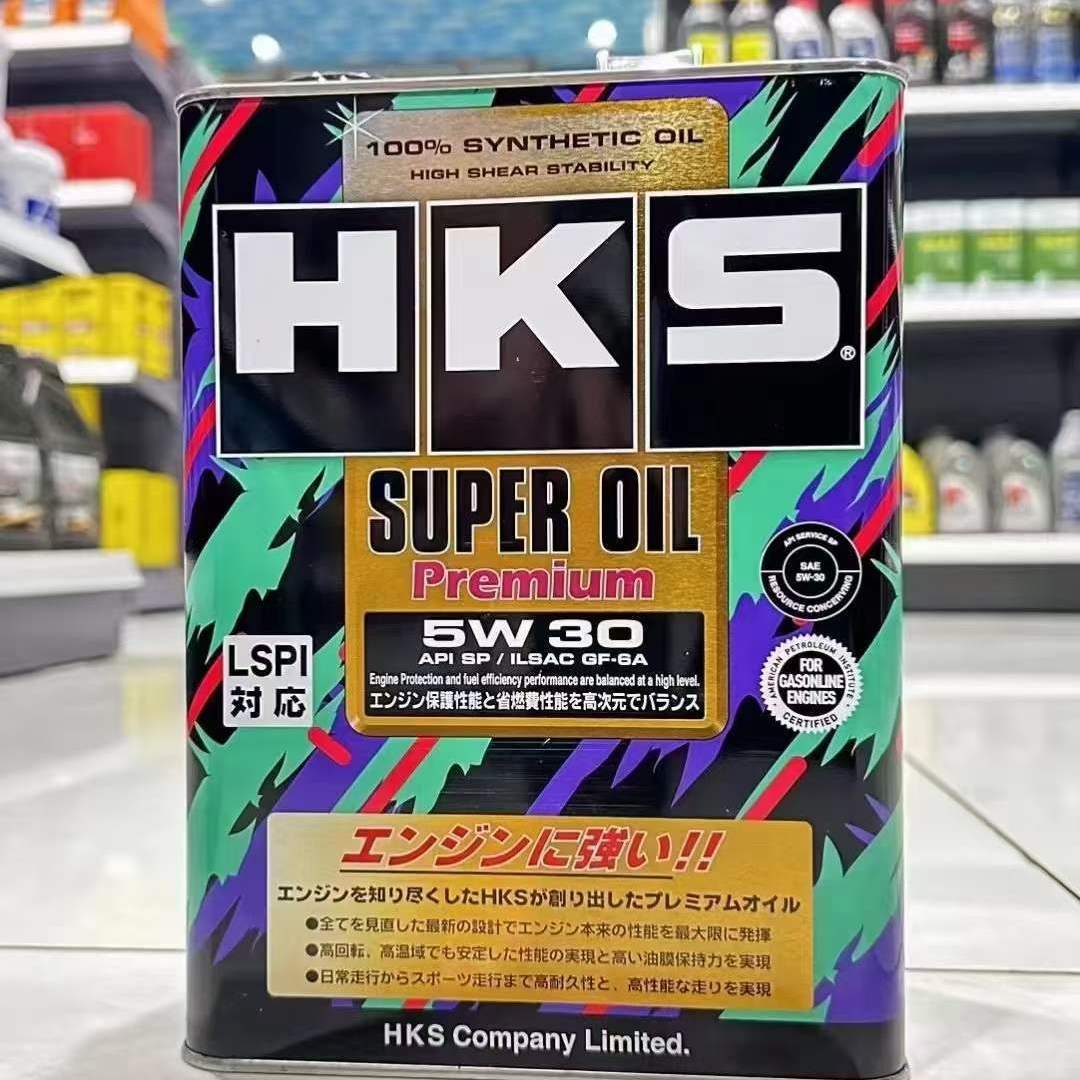 100% SYNTHETIC OIL
HIGH SHEAR STABILITY
HKS®
SUPER OIL
Premium
5W 30
API SP / ILSAC GF-6A
Engine Protection and fuel efficiency performance are balanced at a high level.
エンジン保護性能と省燃費性能を高次元でバランス
LSPI
対応
API SERVICE SP
SAE
5W-30
RESOURCE CONCERVING
AMERICAN PETROLEUM INSTITUTE
FOR
GASONLINE
ENGINES
CERTIFIED
エンジンに強い!!
エンジンを知り尽くしたHKSが創り出したプレミアムオイル
●全てを見直した最新の設計でエンジン本来の性能を最大限に発揮
●高回転、高温域でも安定した性能の実現と高い油膜保持力を実現
●日常走行からスポーツ走行まで高耐久性と、高性能な走りを実現
HKS Company Limited.